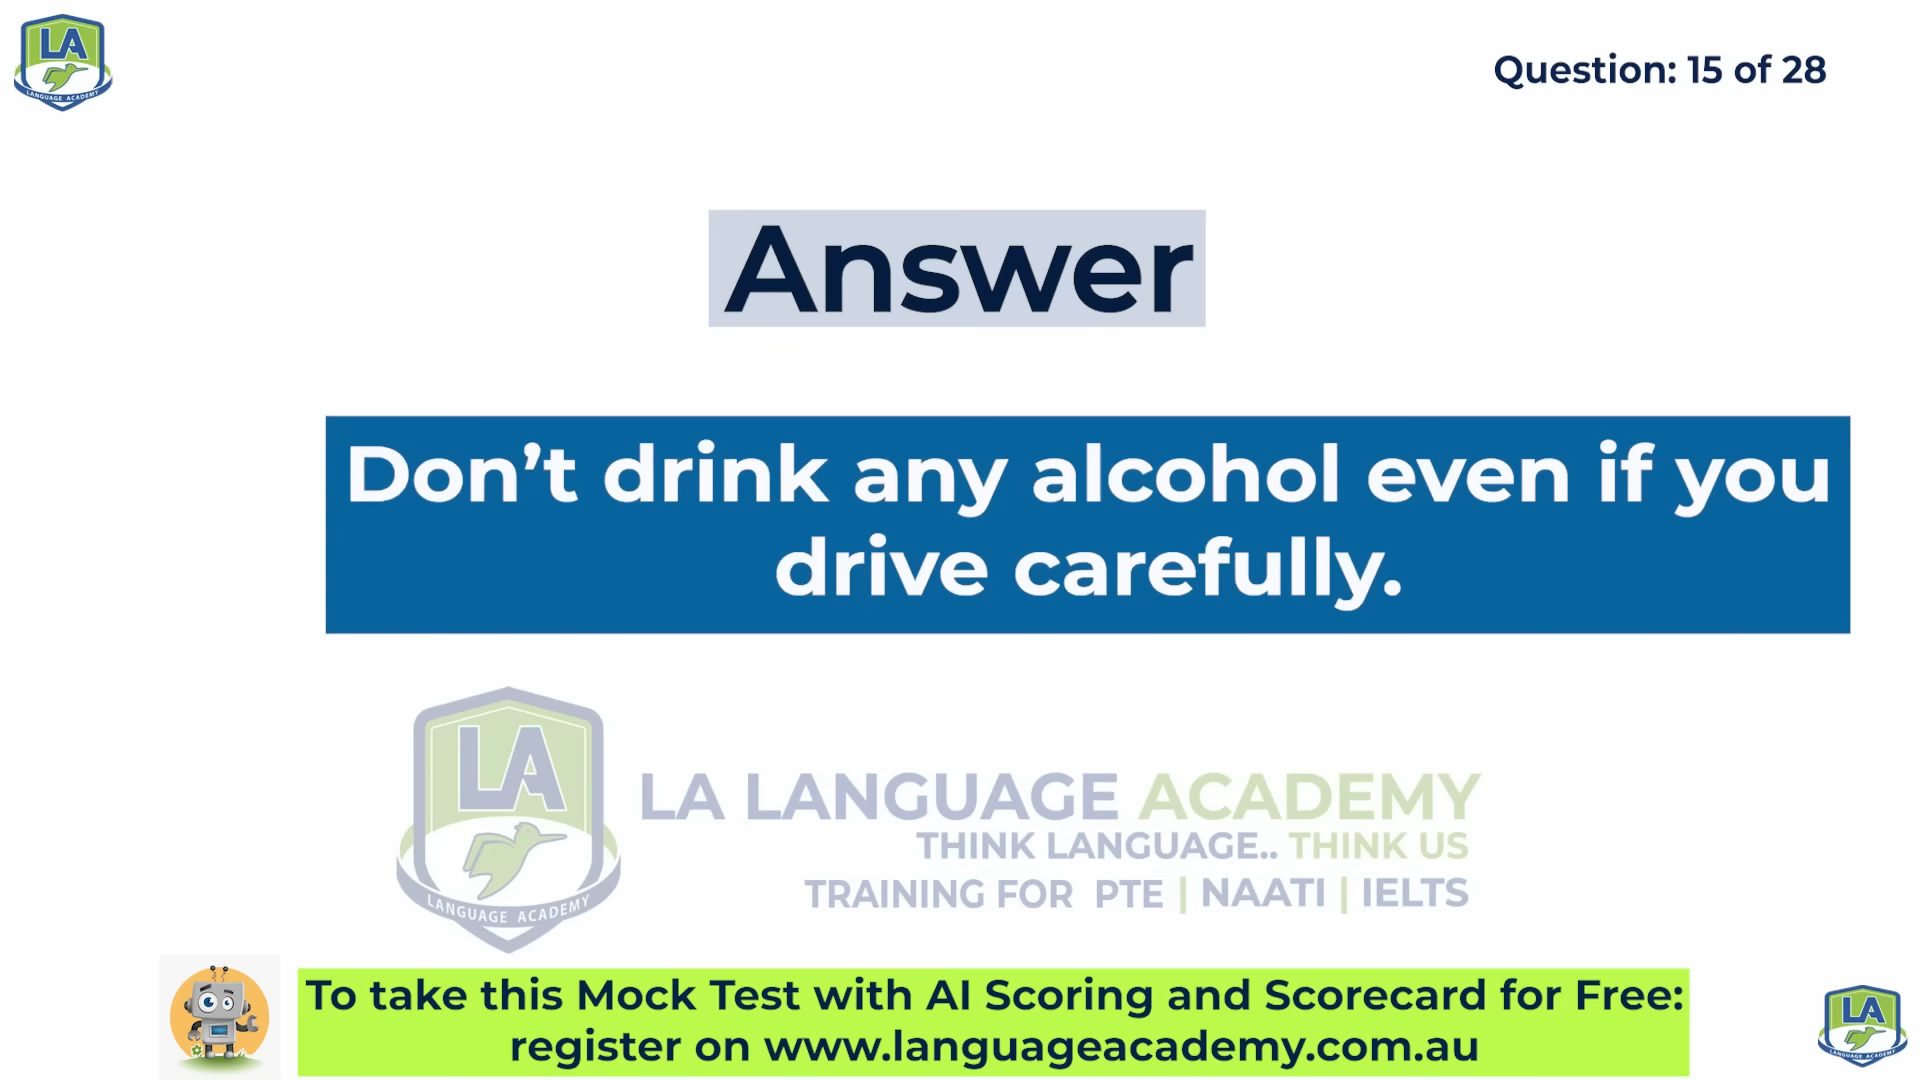 LA
LANGUAGE ACADEMY
Question: 15 of 28
Answer
Don’t drink any alcohol even if you
drive carefully.
LA
LANGUAGE ACADEMY
LA LANGUAGE ACADEMY
THINK LANGUAGE.. THINK US
TRAINING FOR PTE | NAATI | IELTS
To take this Mock Test with AI Scoring and Scorecard for Free:
register on www.languageacademy.com.au
LA
LANGUAGE ACADEMY